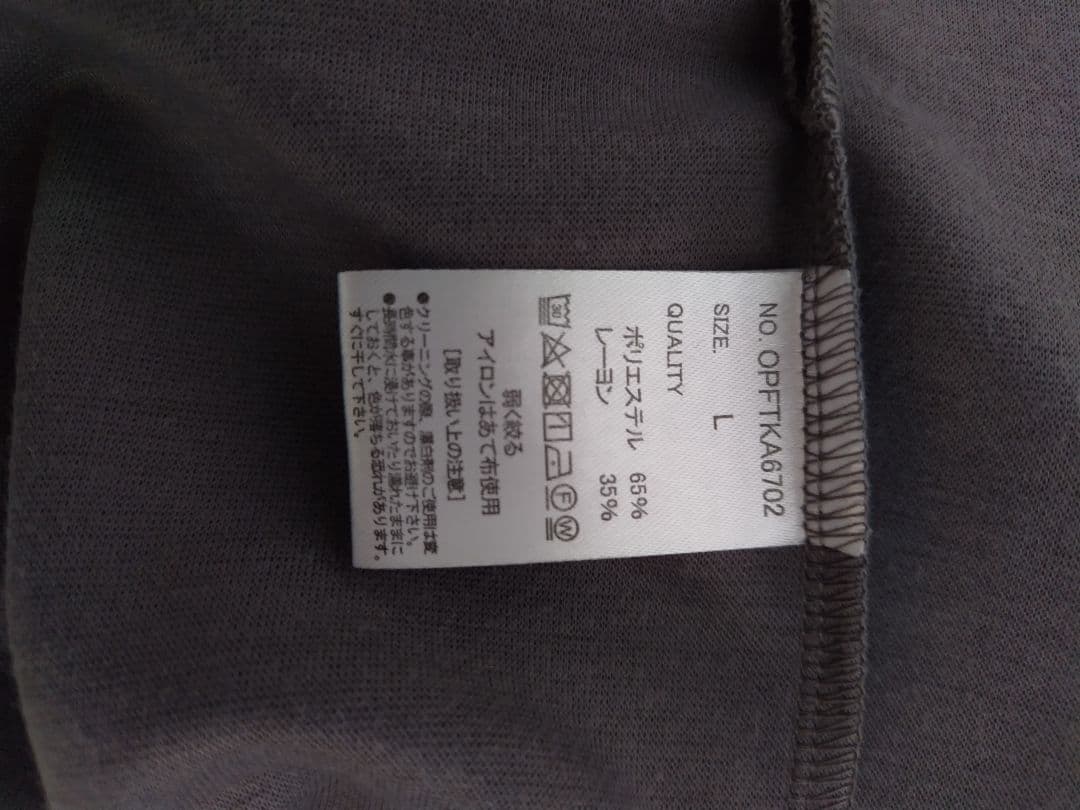 NO. OPFTKA6702
SIZE. L
QUALITY
ポリエステル 65%
レーヨン 35%
30 F W
弱く絞る
アイロンはあて布使用
[取り扱い上の注意]
●クリーニングの際、漂白剤のご使用は変
色する事がありますのでお避け下さい。
●長時間水に浸けておいたり濡れたままに
しておくと、色が落ちる恐れがあります。
すぐに干して下さい。